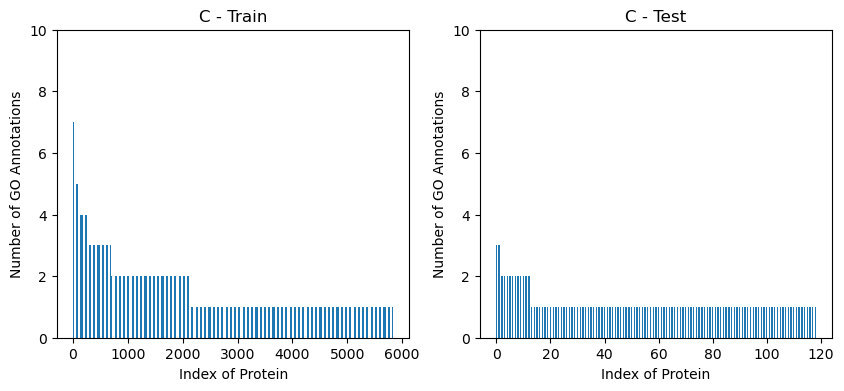 C - Train
Number of GO Annotations
10
8
6
4
2
0
0 1000 2000 3000 4000 5000 6000
Index of Protein
C - Test
Number of GO Annotations
10
8
6
4
2
0
0 20 40 60 80 100 120
Index of Protein